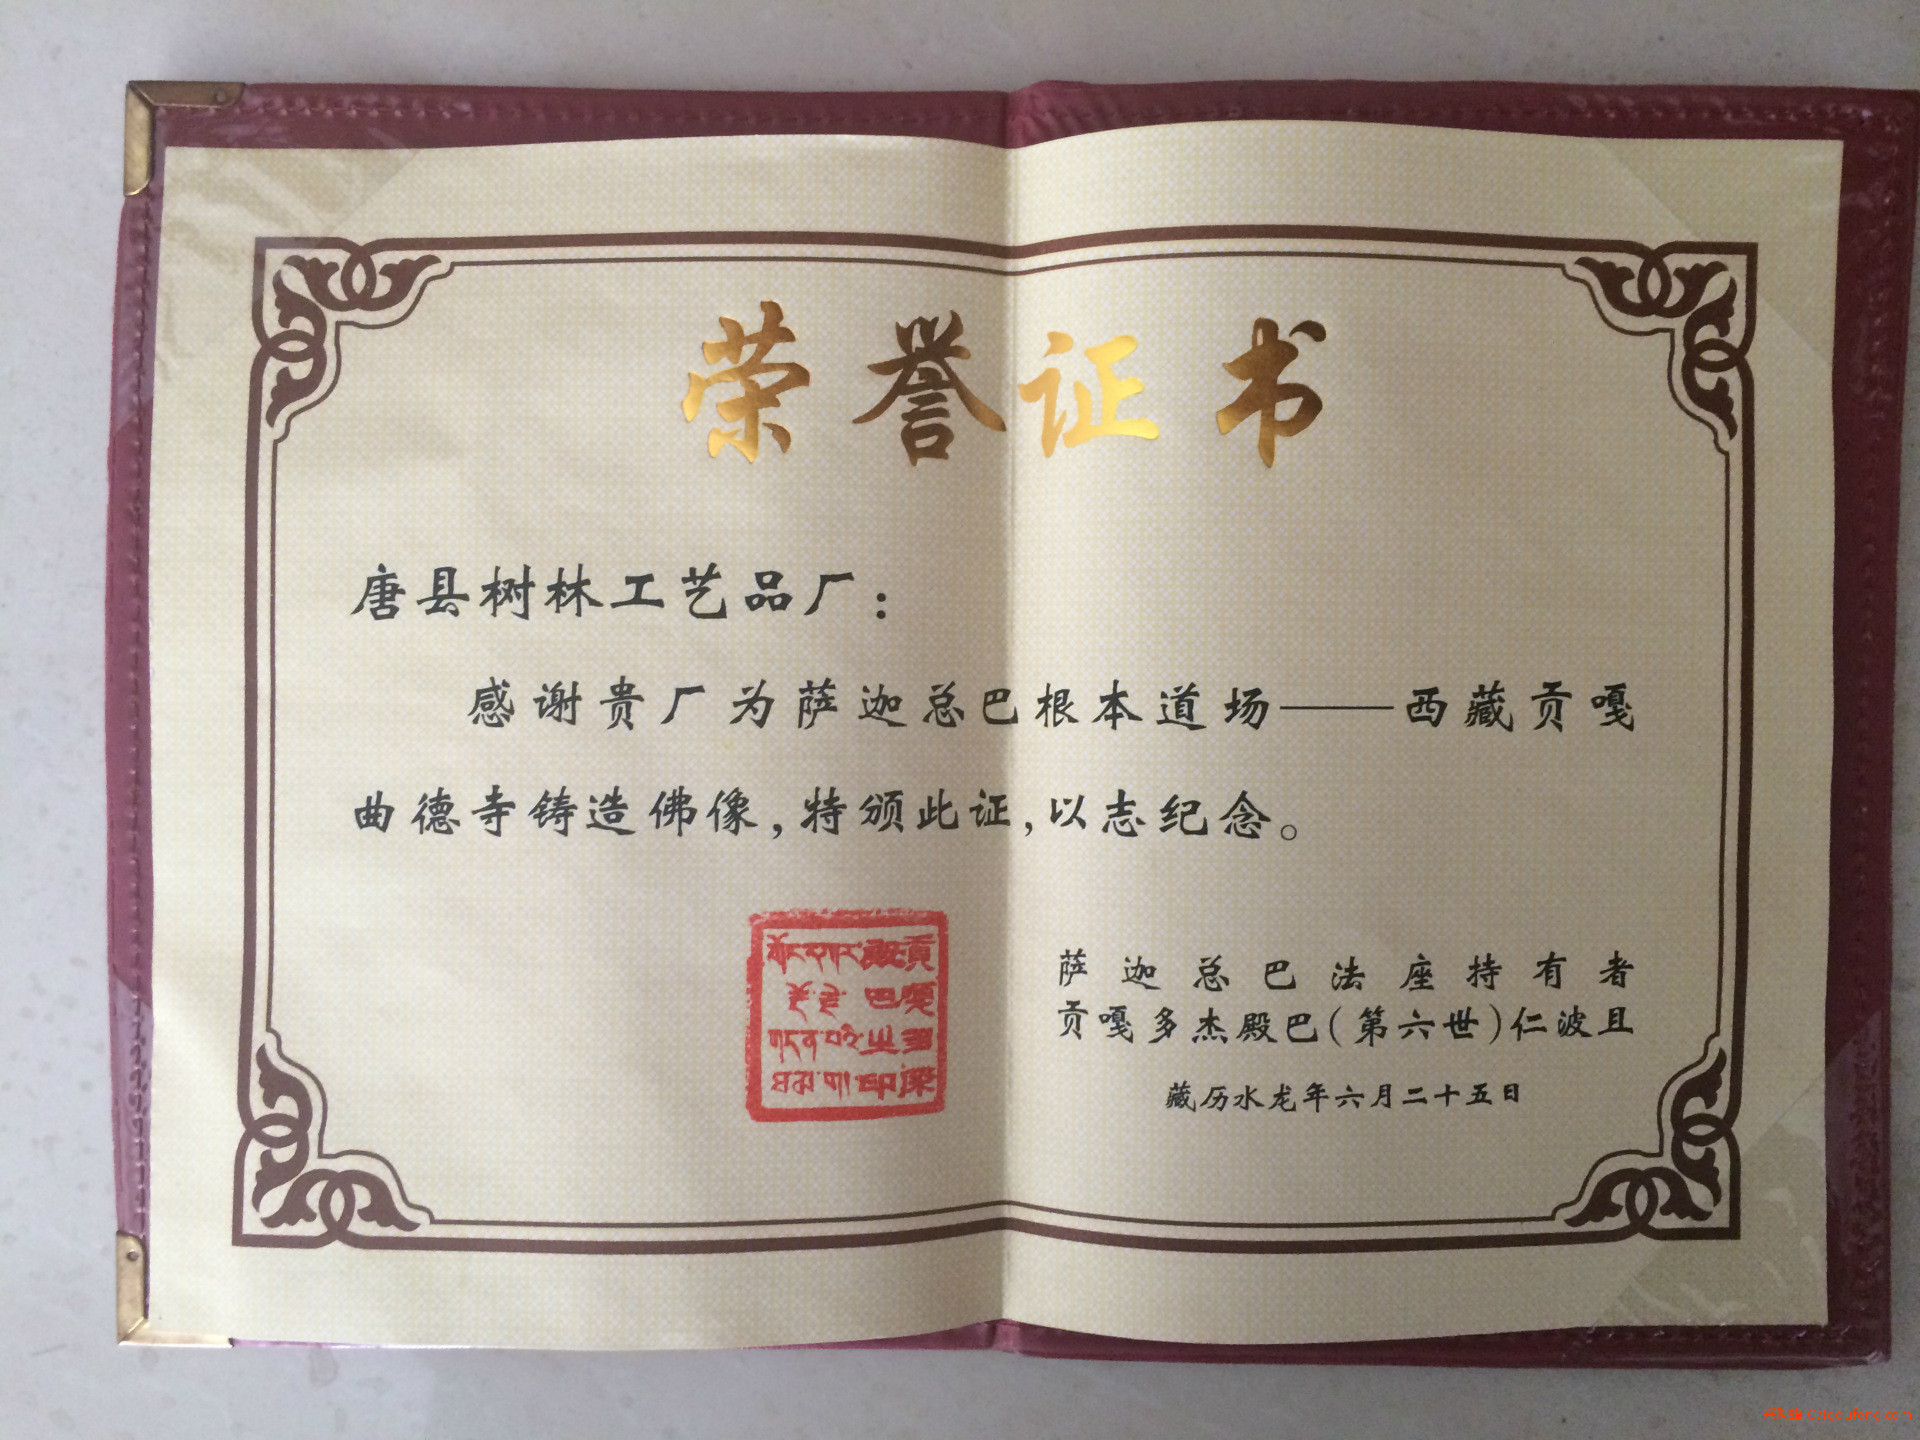 荣誉证书
唐县树林工艺品厂：
感谢贵厂为萨迦总巴根本道场——西藏贡嘎
曲德寺铸造佛像，特颁此证，以志纪念。
萨迦总巴法座持有者
贡嘎多杰殿巴（第六世）仁波且
藏历水龙年六月二十五日